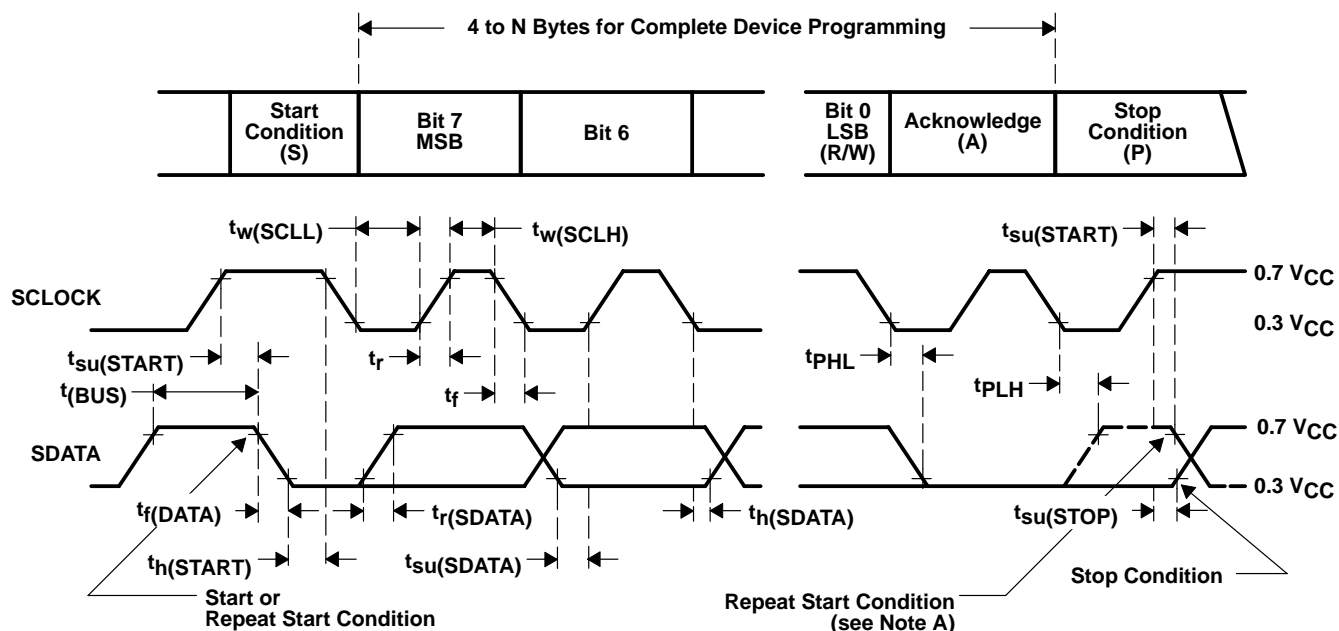 4 to N Bytes for Complete Device Programming
Start
Condition
(S)
Bit 7
MSB
Bit 6
Bit 0
LSB
(R/W)
Acknowledge
(A)
Stop
Condition
(P)
tw(SCLL)
tw(SCLH)
tsu(START)
SCLOCK
0.7 VCC
0.3 VCC
tsu(START)
tr
tPHL
t(BUS)
tf
tPLH
SDATA
0.7 VCC
0.3 VCC
tf(DATA)
tr(SDATA)
th(SDATA)
tsu(STOP)
th(START)
tsu(SDATA)
Stop Condition
Start or
Repeat Start Condition
Repeat Start Condition
(see Note A)